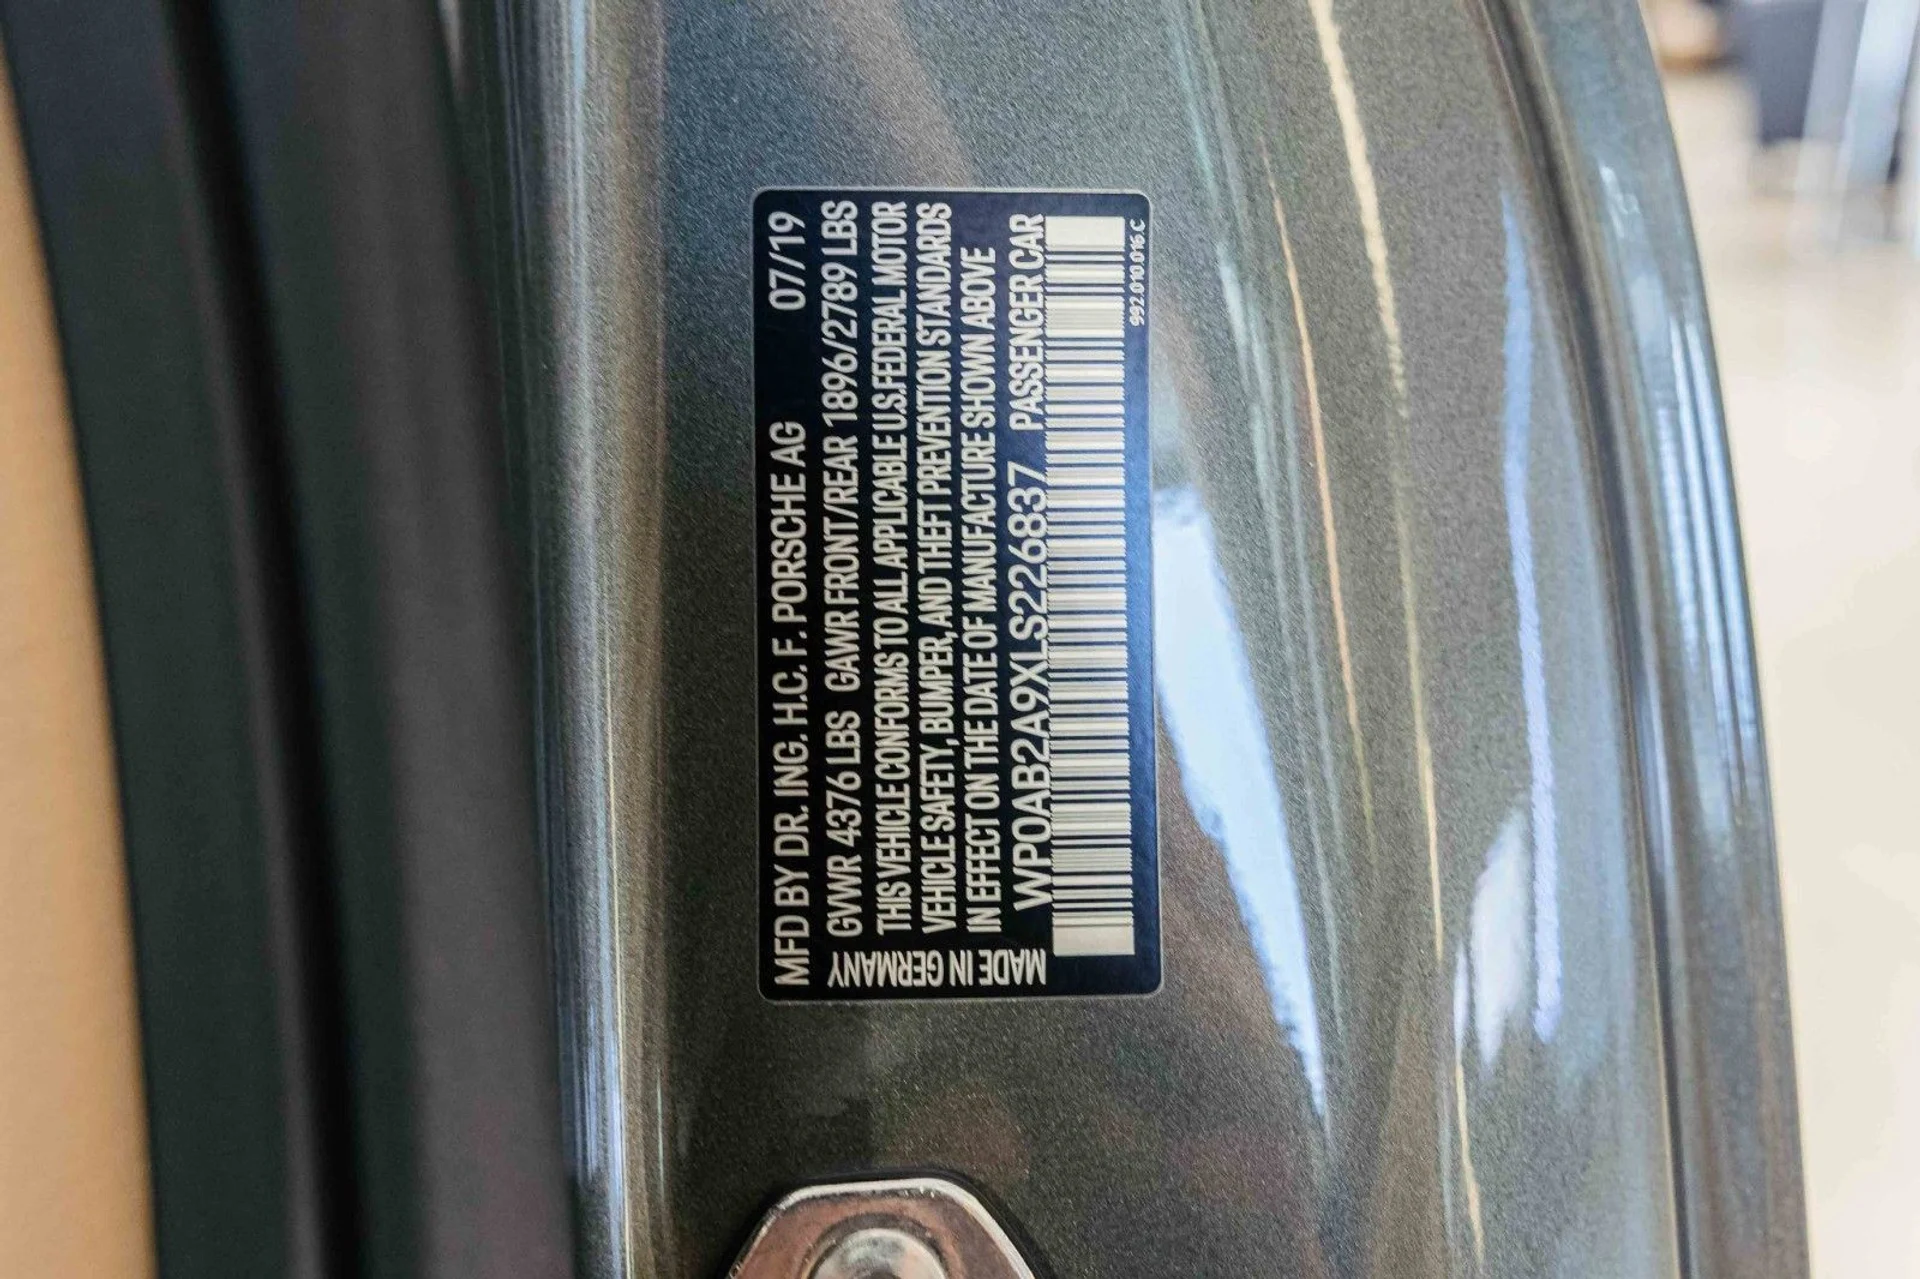 MFD BY DR. ING. H.C. F. PORSCHE AG 07/19
GVWR 4376 LBS GAWR FRONT/REAR 1896/2789 LBS
THIS VEHICLE CONFORMS TO ALL APPLICABLE U.S.FEDERAL MOTOR
VEHICLE SAFETY, BUMPER, AND THEFT PREVENTION STANDARDS
IN EFFECT ON THE DATE OF MANUFACTURE SHOWN ABOVE
WP0AB2A9XLS226837 PASSENGER CAR
MADE IN GERMANY
992.010.016.C